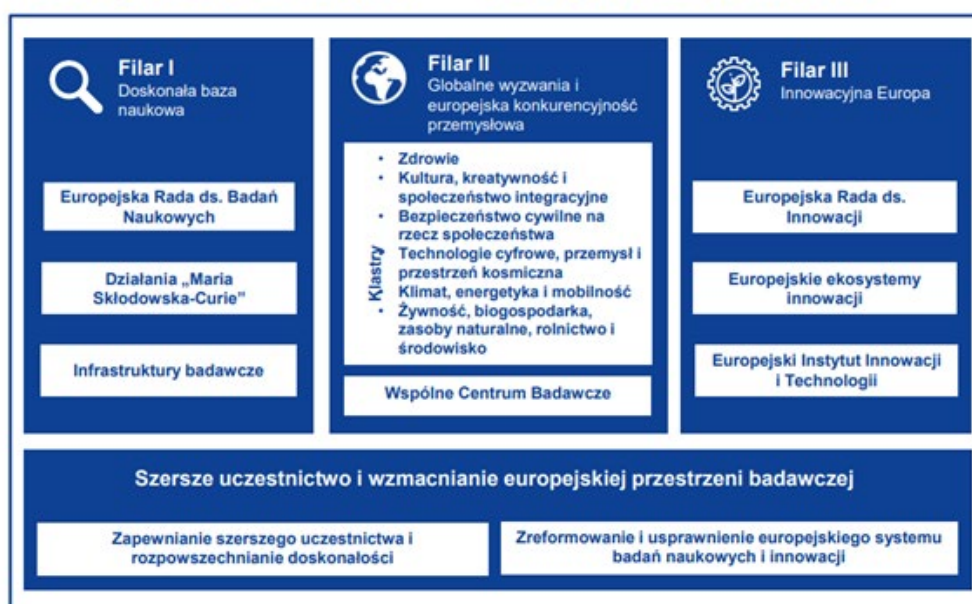 Filar I
Doskonała baza
naukowa
Europejska Rada ds. Badań
Naukowych
Działania „Maria
Skłodowska-Curie”
Infrastruktury badawcze
Filar II
Globalne wyzwania i
europejska konkurencyjność
przemysłowa
Klastry
• Zdrowie
• Kultura, kreatywność i
społeczeństwo integracyjne
• Bezpieczeństwo cywilne na
rzecz społeczeństwa
Technologie cyfrowe, przemysł i
przestrzeń kosmiczna
Klimat, energetyka i mobilność
• Żywność, biogospodarka,
zasoby naturalne, rolnictwo i
środowisko
Wspólne Centrum Badawcze
Filar III
Innowacyjna Europa
Europejska Rada ds.
Innowacji
Europejskie ekosystemy
innowacji
Europejski Instytut Innowacji
i Technologii
Szersze uczestnictwo i wzmacnianie europejskiej przestrzeni badawczej
Zapewnianie szerszego uczestnictwa i
rozpowszechnianie doskonałości
Zreformowanie i usprawnienie europejskiego systemu
badań naukowych i innowacji